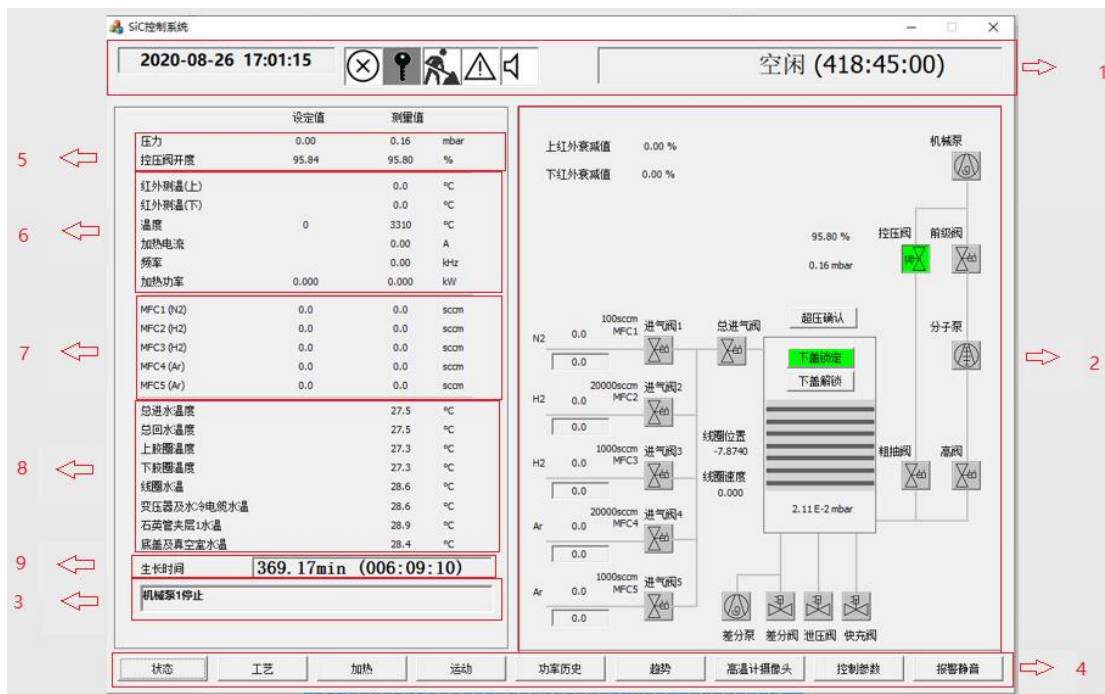 SiC控制系统
2020-08-26 17:01:15
空闲 (418:45:00)
1
设定值 测量值
压力 0.00 0.16 mbar
控压阀开度 95.84 95.80 %
5
红外测温(上) 0.0 ℃
红外测温(下) 0.0 ℃
温度 0 3310 ℃
加热电流 0.00 A
频率 0.00 kHz
加热功率 0.000 0.000 kW
6
MFC1 (N2) 0.0 0.0 sccm
MFC2 (H2) 0.0 0.0 sccm
MFC3 (H2) 0.0 0.0 sccm
MFC4 (Ar) 0.0 0.0 sccm
MFC5 (Ar) 0.0 0.0 sccm
7
总进水温度 27.5 ℃
总回水温度 27.5 ℃
上胶圈温度 27.3 ℃
下胶圈温度 27.3 ℃
线圈水温 28.6 ℃
变压器及水冷电缆水温 28.6 ℃
石英管夹层1水温 28.9 ℃
底盖及真空室水温 28.4 ℃
8
生长时间 369.17min (006:09:10)
9
机械泵1停止
3
上红外衰减值 0.00 %
下红外衰减值 0.00 %
机械泵
95.80 % 控压阀 前级阀
0.16 mbar
超压确认
分子泵
2
N2 0.0 100sccm MFC1 进气阀1 总进气阀
0.0
下盖锁定
下盖解锁
H2 0.0 20000sccm MFC2 进气阀2
0.0
线圈位置
-7.8740
H2 0.0 1000sccm MFC3 进气阀3
0.0
线圈速度
0.000
粗抽阀 高阀
2.11E-2 mbar
Ar 0.0 20000sccm MFC4 进气阀4
0.0
Ar 0.0 1000sccm MFC5 进气阀5
0.0
差分泵 差分阀 泄压阀 快充阀
状态 工艺 加热 运动 功率历史 趋势 高温计摄像头 控制参数 报警静音
4